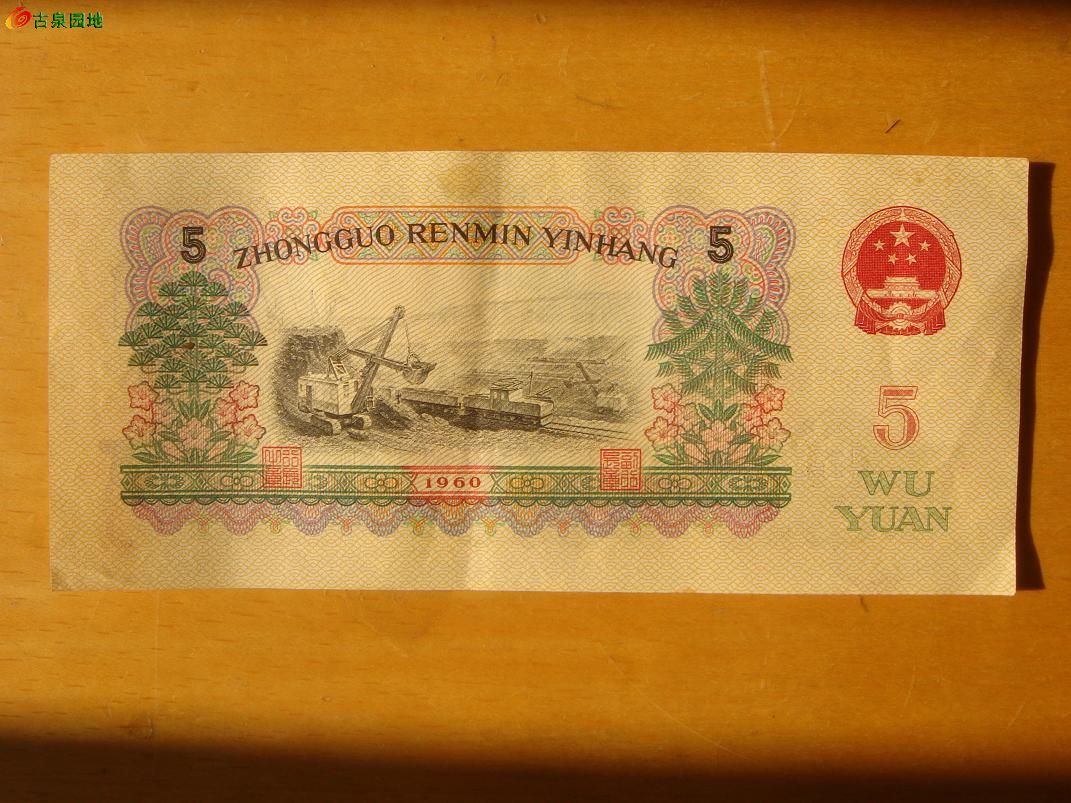 古泉园地
5 ZHONGGUO RENMIN YINHANG 5
5
1960
WU
YUAN